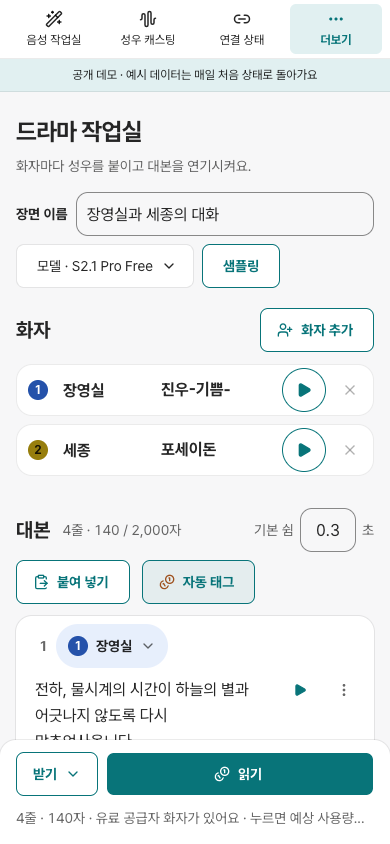 음성 작업실
성우 캐스팅
연결 상태
더보기
공개 데모 · 예시 데이터는 매일 처음 상태로 돌아가요
드라마 작업실
화자마다 성우를 붙이고 대본을 연기시켜요.
장면 이름
장영실과 세종의 대화
모델 · S2.1 Pro Free
샘플링
화자
화자 추가
1 장영실 진우-기쁨-
2 세종 포세이돈
대본 4줄 · 140 / 2,000자 기본 쉼 0.3 초
붙여 넣기
자동 태그
1 1 장영실
전하, 물시계의 시간이 하늘의 별과
어긋나지 않도록 다시
받기
읽기
4줄 · 140자 · 유료 공급자 화자가 있어요 · 누르면 예상 사용량...